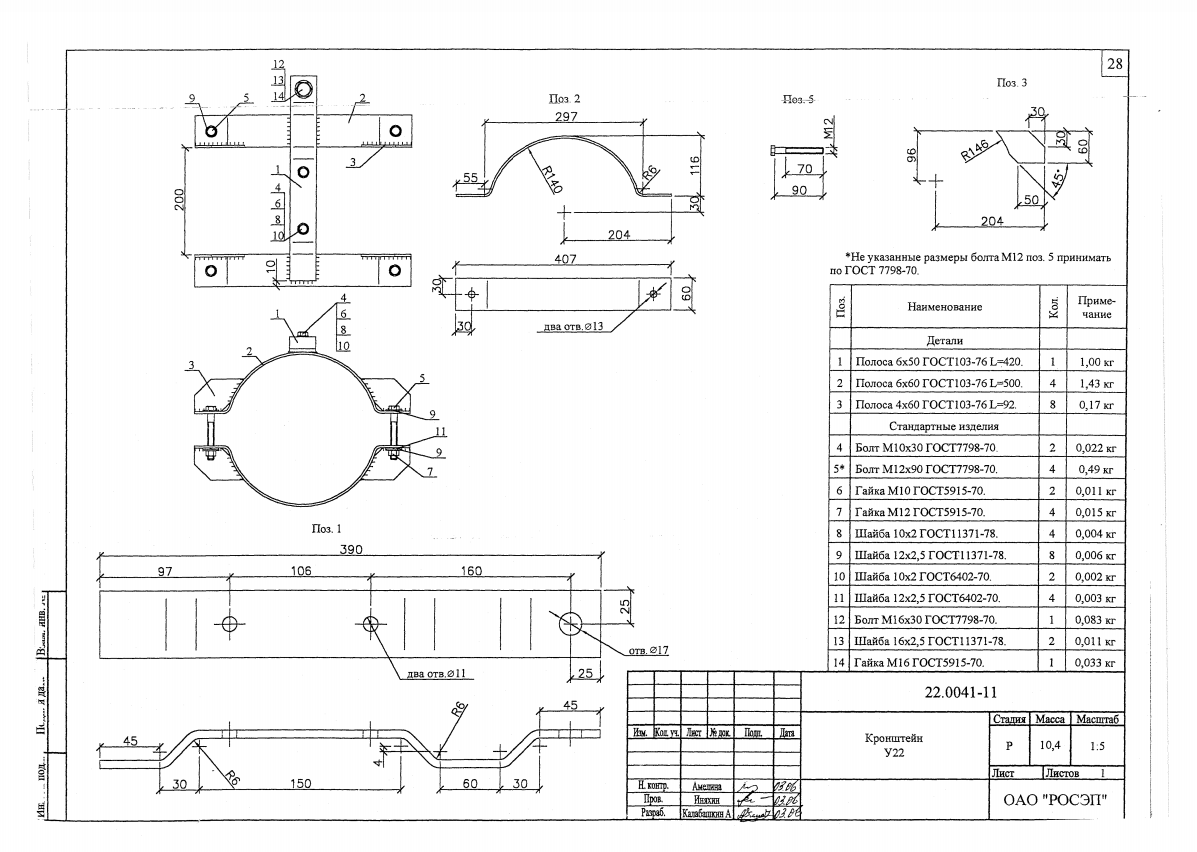 28
12
13
14
9
5
2
3
1
4
6
8
10
200
10
Поз. 2
297
R140
R6
55
116
30
204
407
30
60
30
два отв.⌀13
Поз. 5
M12
70
90
Поз. 3
30
30
60
R146
96
45°
50
204
1
2
3
4
6
8
10
5
9
11
9
7
*Не указанные размеры болта М12 поз. 5 принимать
по ГОСТ 7798-70.
Поз. Наименование Кол. Приме-
чание
Детали
1 Полоса 6х50 ГОСТ103-76 L=420. 1 1,00 кг
2 Полоса 6х60 ГОСТ103-76 L=500. 4 1,43 кг
3 Полоса 4х60 ГОСТ103-76 L=92. 8 0,17 кг
Стандартные изделия
4 Болт М10х30 ГОСТ7798-70. 2 0,022 кг
5* Болт М12х90 ГОСТ7798-70. 4 0,49 кг
6 Гайка М10 ГОСТ5915-70. 2 0,011 кг
7 Гайка М12 ГОСТ5915-70. 4 0,015 кг
8 Шайба 10х2 ГОСТ11371-78. 4 0,004 кг
9 Шайба 12х2,5 ГОСТ11371-78. 8 0,006 кг
10 Шайба 10х2 ГОСТ6402-70. 2 0,002 кг
11 Шайба 12х2,5 ГОСТ6402-70. 4 0,003 кг
12 Болт М16х30 ГОСТ7798-70. 1 0,083 кг
13 Шайба 16х2,5 ГОСТ11371-78. 2 0,011 кг
14 Гайка М16 ГОСТ5915-70. 1 0,033 кг
Поз. 1
390
97 106 160
25
отв.⌀17
два отв.⌀11
25
45
R6
45
4
30
R6
150
60
30
22.0041-11
Изм. Кол. уч. Лист № док. Подп. Дата
Кронштейн
У22
Стадия Масса Масштаб
Р 10,4 1:5
Лист Листов 1
Н. контр. Амелина 03.06
Пров. Иняхин 03.06
Разраб. Калабашкин А 03.06
ОАО "РОСЭП"